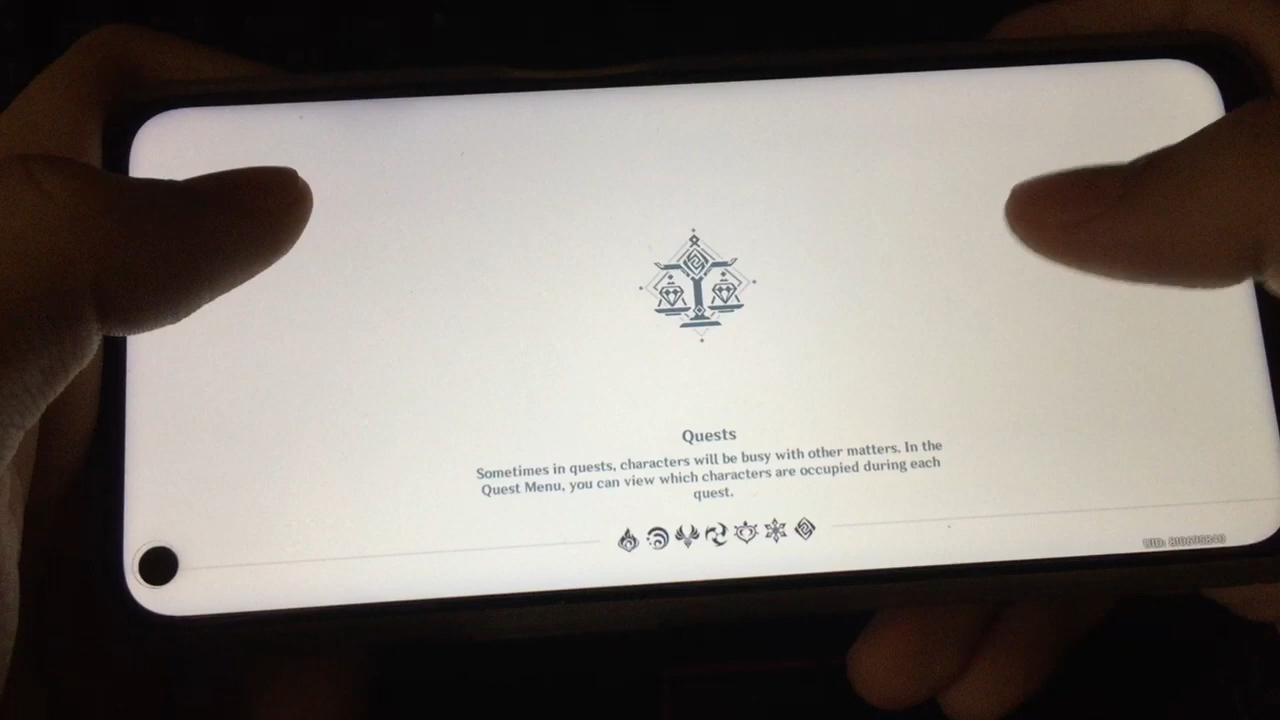 Quests
Sometimes in quests, characters will be busy with other matters. In the
Quest Menu, you can view which characters are occupied during each
quest.